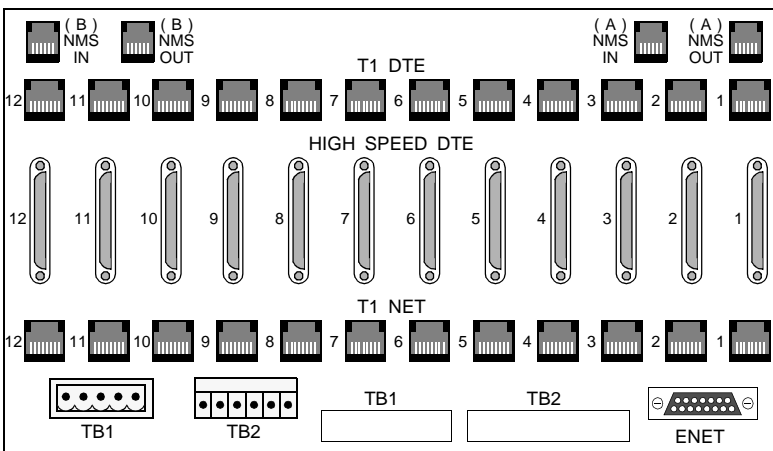 ( B ) NMS IN
( B ) NMS OUT
( A ) NMS IN
( A ) NMS OUT
T1 DTE
12 11 10 9 8 7 6 5 4 3 2 1
HIGH SPEED DTE
12 11 10 9 8 7 6 5 4 3 2 1
T1 NET
12 11 10 9 8 7 6 5 4 3 2 1
TB1 TB2 TB1 TB2 ENET